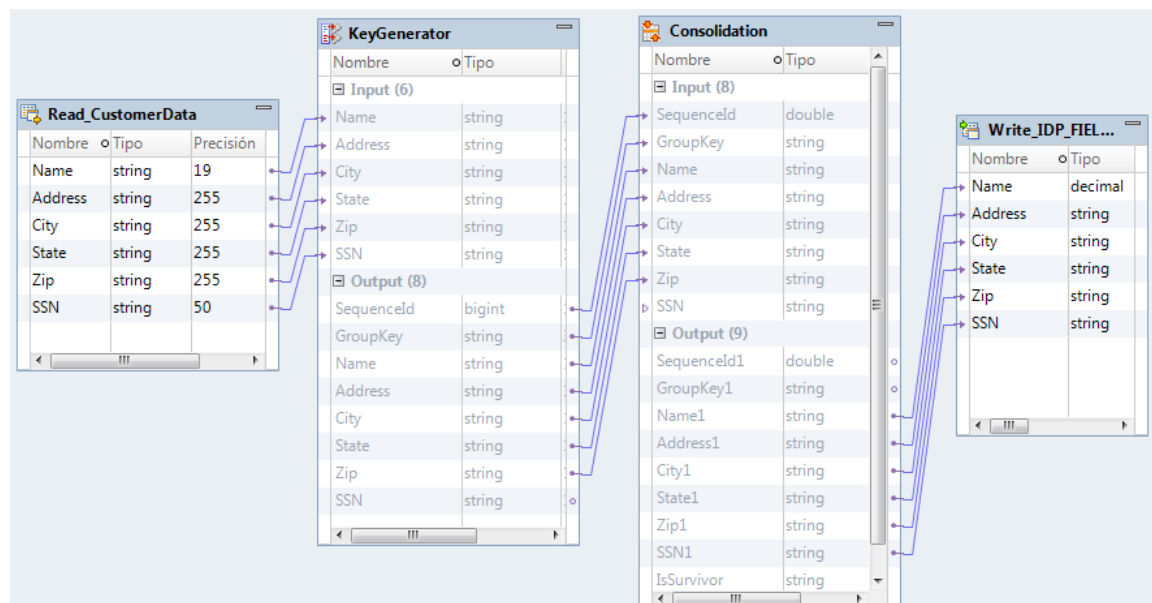 Read_CustomerData
Nombre Tipo Precisión
Name string 19
Address string 255
City string 255
State string 255
Zip string 255
SSN string 50
KeyGenerator
Nombre Tipo
Input (6)
Name string
Address string
City string
State string
Zip string
SSN string
Output (8)
SequenceId bigint
GroupKey string
Name string
Address string
City string
State string
Zip string
SSN string
Consolidation
Nombre Tipo
Input (8)
SequenceId double
GroupKey string
Name string
Address string
City string
State string
Zip string
SSN string
Output (9)
SequenceId1 double
GroupKey1 string
Name1 string
Address1 string
City1 string
State1 string
Zip1 string
SSN1 string
IsSurvivor string
Write_IDP_FIEL...
Nombre Tipo
Name decimal
Address string
City string
State string
Zip string
SSN string